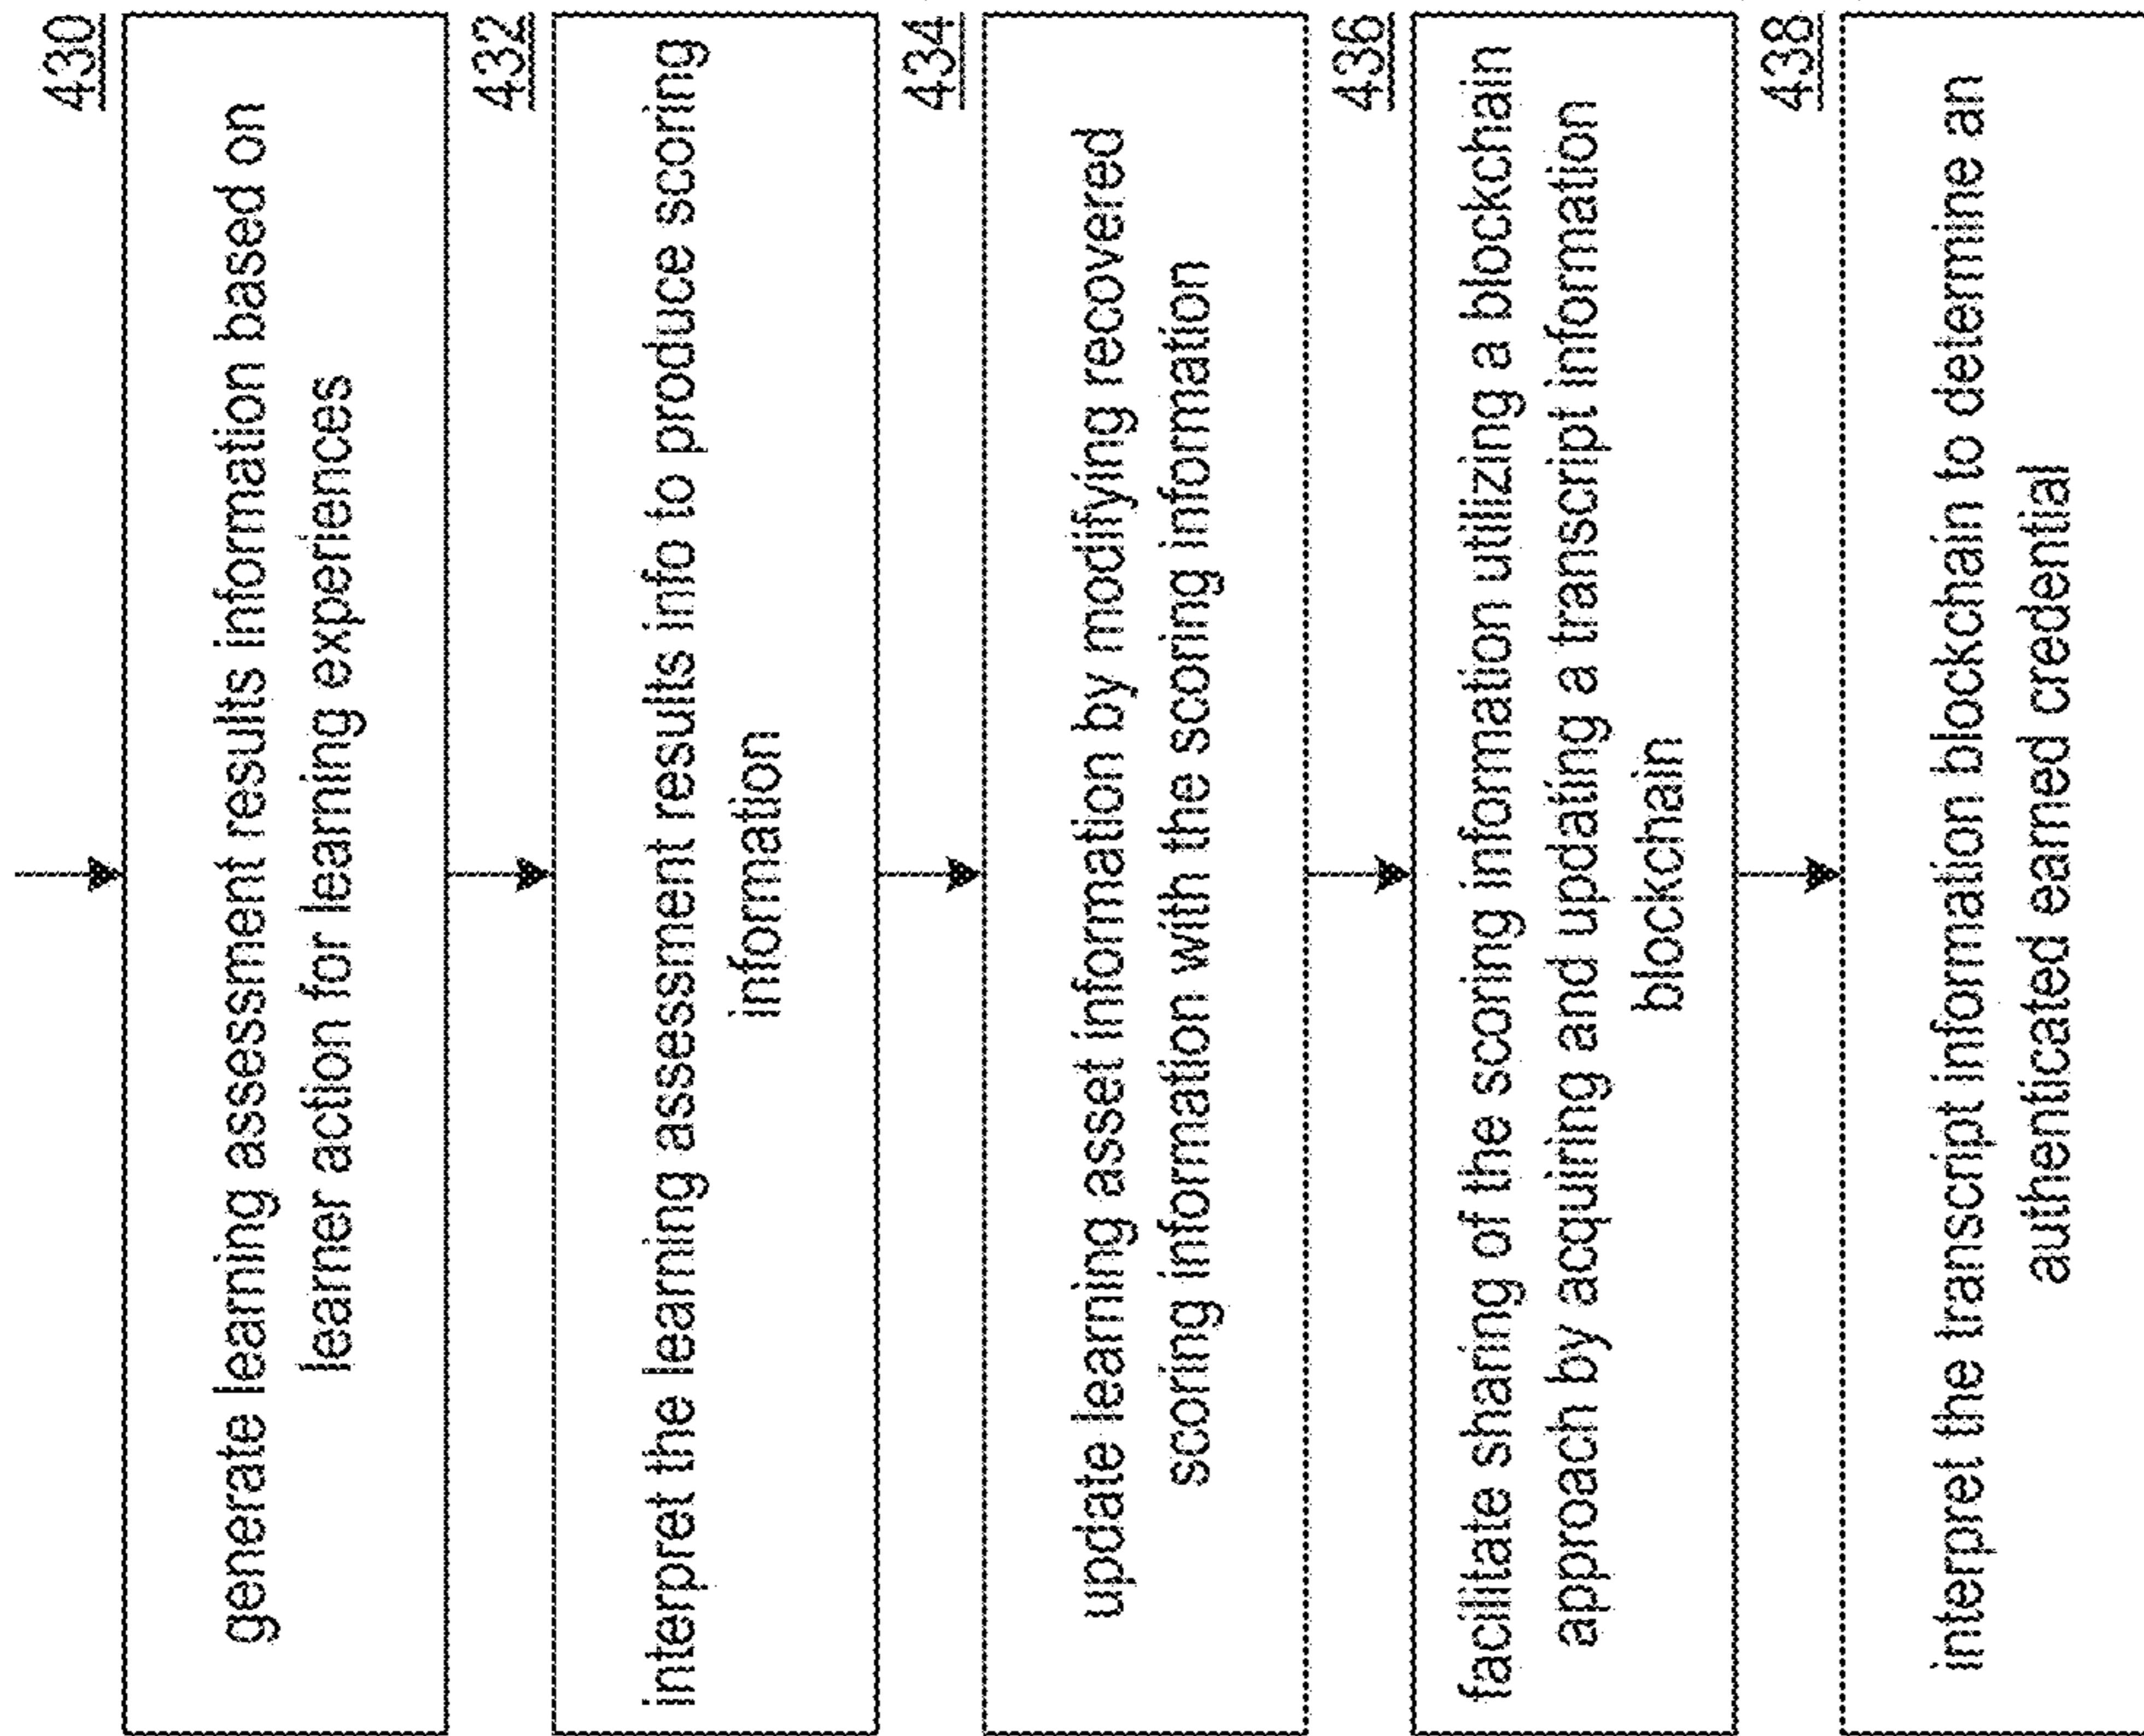 430
generate learning assessment results information based on
learner action for learning experiences
432
interpret the learning assessment results info to produce scoring
information
434
update learning asset information by modifying recovered
scoring information with the scoring information
436
facilitate sharing of the scoring information utilizing a blockchain
approach by acquiring and updating a transcript information
blockchain
438
interpret the transcript information blockchain to determine an
authenticated earned credential